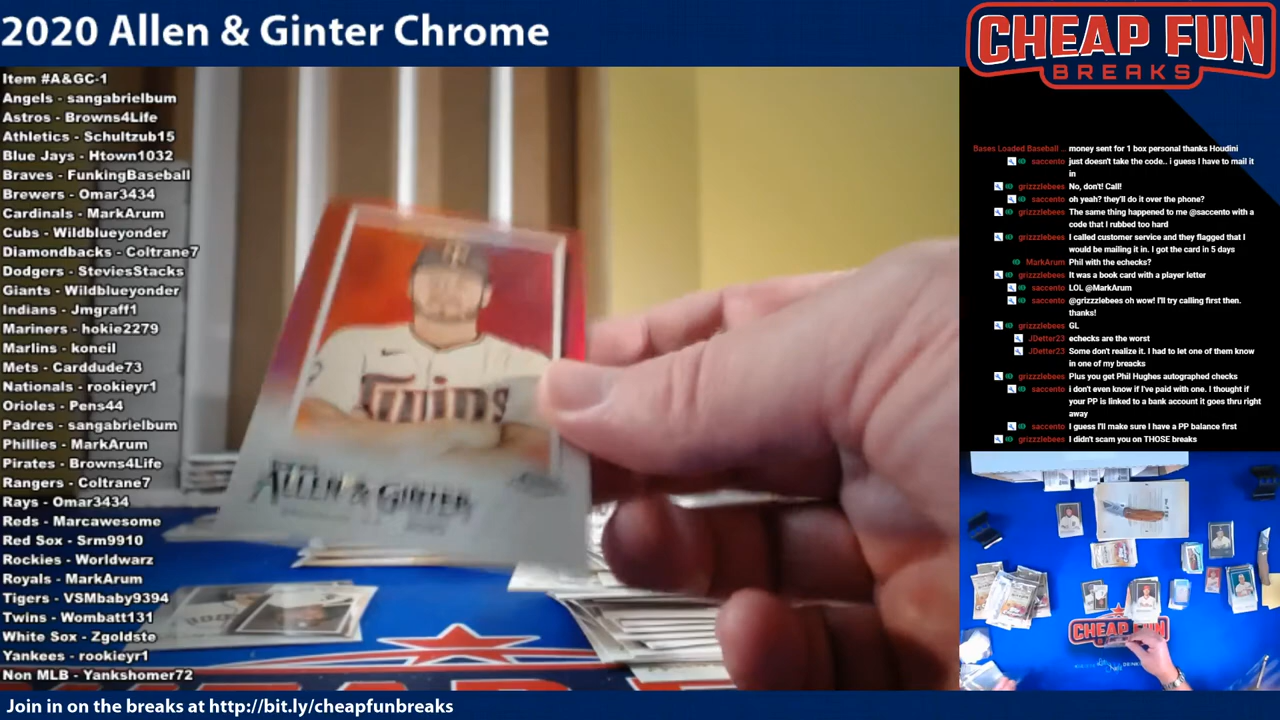 2020 Allen & Ginter Chrome
CHEAP FUN
BREAKS
Item #A&GC-1
Angels - sangabrielbum
Astros - Browns4Life
Athletics - Schultzub15
Blue Jays - Htown1032
Braves - FunkingBaseball
Brewers - Omar3434
Cardinals - MarkArum
Cubs - Wildblueyonder
Diamondbacks - Coltrane7
Dodgers - SteviesStacks
Giants - Wildblueyonder
Indians - Jmgraff1
Mariners - hokie2279
Marlins - koneil
Mets - Carddude73
Nationals - rookieyr1
Orioles - Pens44
Padres - sangabrielbum
Phillies - MarkArum
Pirates - Browns4Life
Rangers - Coltrane7
Rays - Omar3434
Reds - Marcawesome
Red Sox - Srm9910
Rockies - Worldwarz
Royals - MarkArum
Tigers - VSMbaby9394
Twins - Wombatt131
White Sox - Zgoldste
Yankees - rookieyr1
Non MLB - Yankshomer72
Twins
ALLEN & GINTER
Bases Loaded Baseball ... money sent for 1 box personal thanks Houdini
saccento just doesn't take the code.. i guess I have to mail it
in
grizzzlebees No, don't! Call!
saccento oh yeah? they'll do it over the phone?
grizzzlebees The same thing happened to me @saccento with a
code that I rubbed too hard
grizzzlebees I called customer service and they flagged that I
would be mailing it in. I got the card in 5 days
MarkArum Phil with the echecks?
grizzzlebees It was a book card with a player letter
saccento LOL @MarkArum
saccento @grizzzlebees oh wow! I'll try calling first then.
thanks!
grizzzlebees GL
JDetter23 echecks are the worst
JDetter23 Some don't realize it. I had to let one of them know
in one of my breacks
grizzzlebees Plus you get Phil Hughes autographed checks
saccento i don't even know if I've paid with one. I thought if
your PP is linked to a bank account it goes thru right
away
saccento I guess I'll make sure I have a PP balance first
grizzzlebees I didn't scam you on THOSE breaks
CHEAP FUN
Join in on the breaks at http://bit.ly/cheapfunbreaks